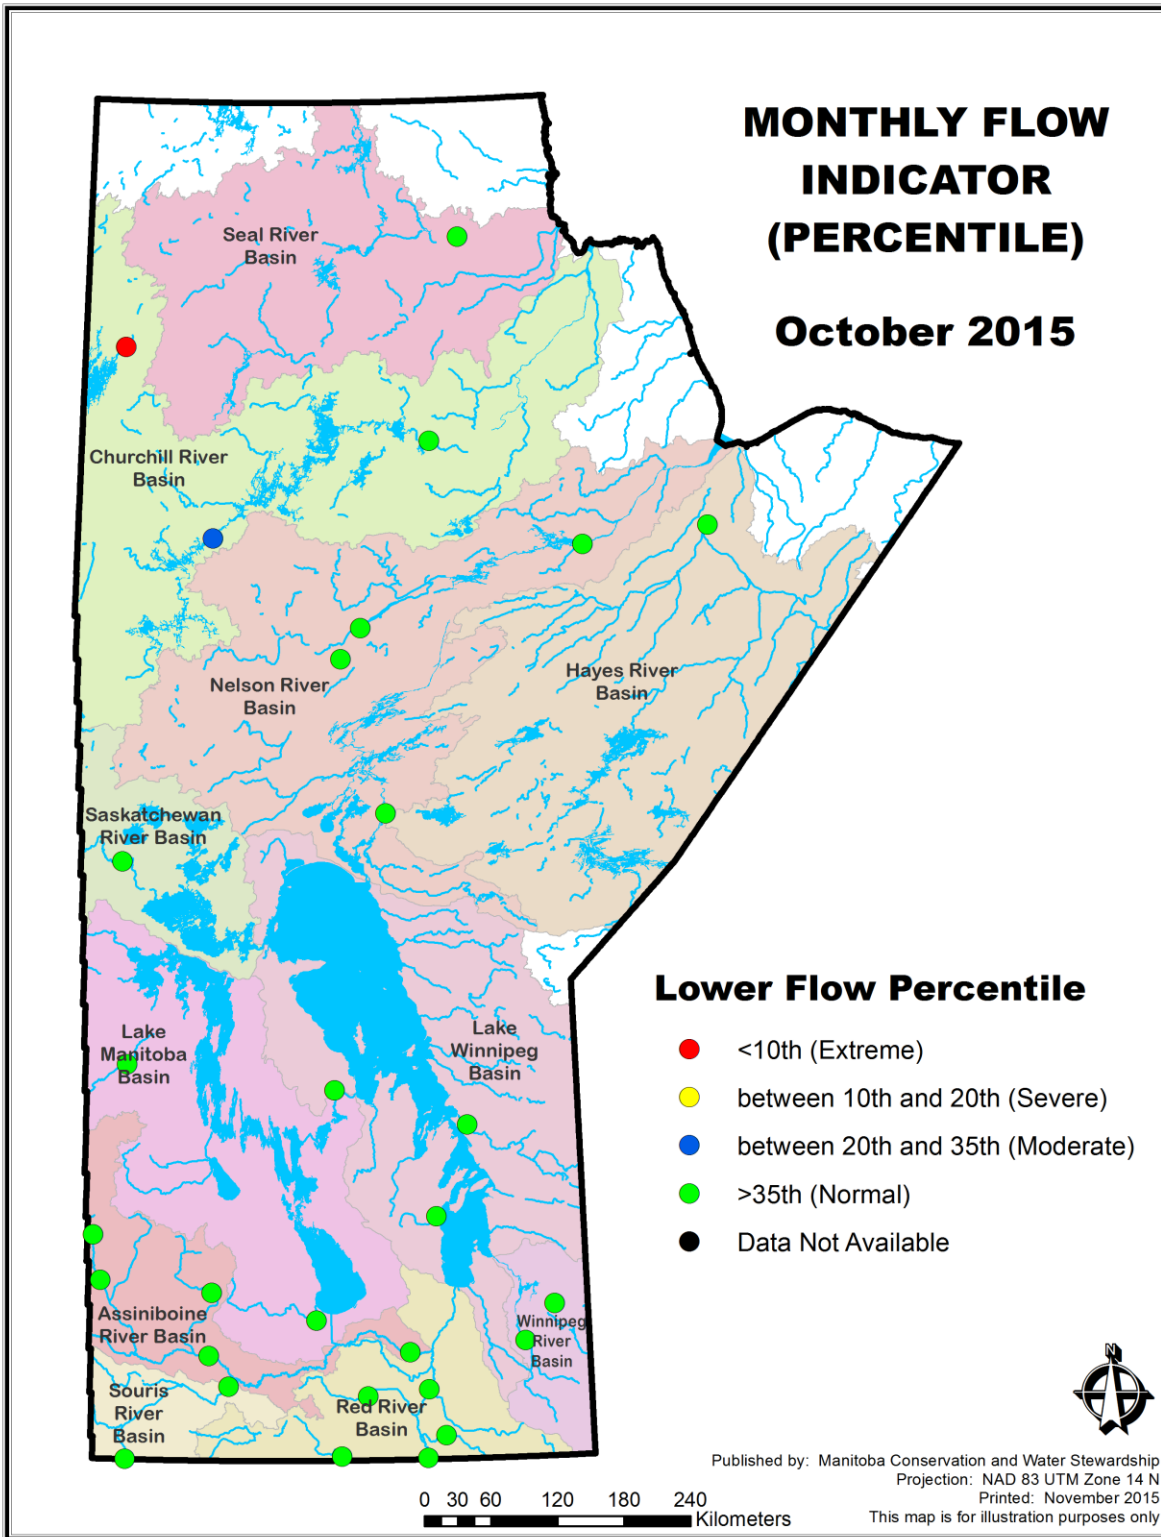 MONTHLY FLOW
INDICATOR
(PERCENTILE)
October 2015
Seal River
Basin
Churchill River
Basin
Nelson River
Basin
Hayes River
Basin
Saskatchewan
River Basin
Lake
Manitoba
Basin
Lake
Winnipeg
Basin
Assiniboine
River Basin
Winnipeg
River
Basin
Souris
River
Basin
Red River
Basin
Lower Flow Percentile
<10th (Extreme)
between 10th and 20th (Severe)
between 20th and 35th (Moderate)
>35th (Normal)
Data Not Available
N
0 30 60 120 180 240
Kilometers
Published by: Manitoba Conservation and Water Stewardship
Projection: NAD 83 UTM Zone 14 N
Printed: November 2015
This map is for illustration purposes only